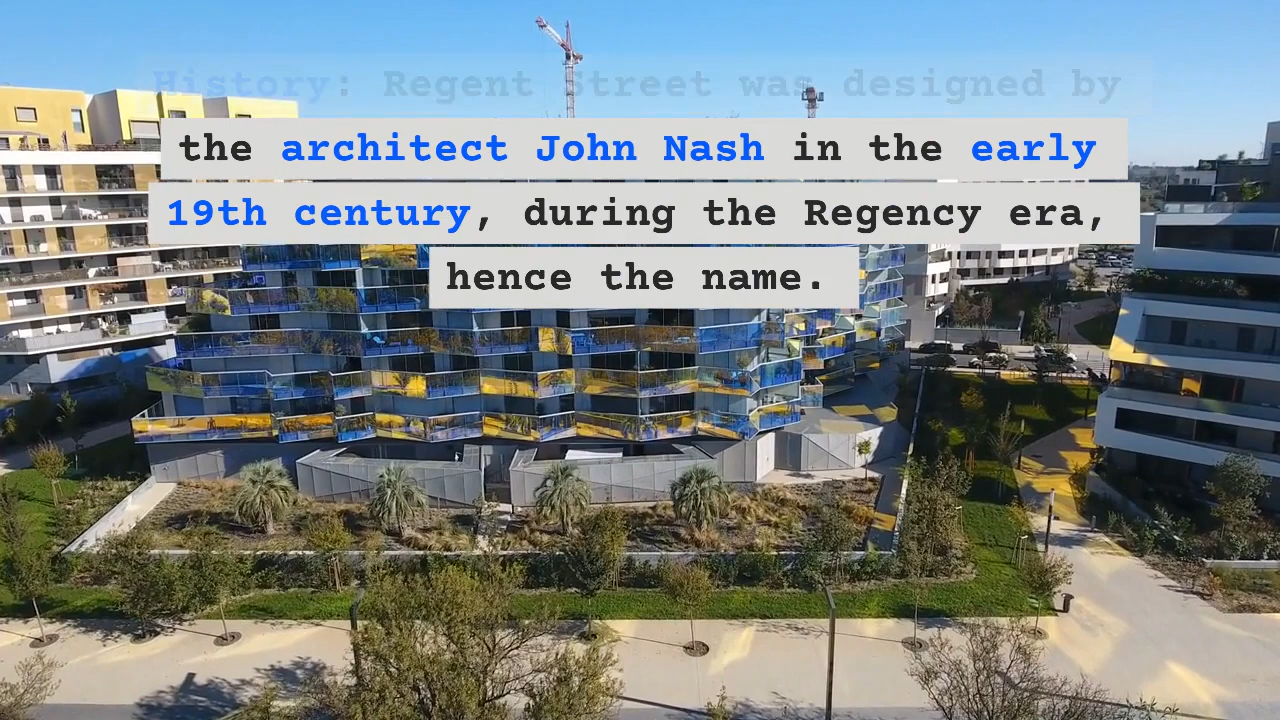 History: Regent Street was designed by
the architect John Nash in the early
19th century, during the Regency era,
hence the name.